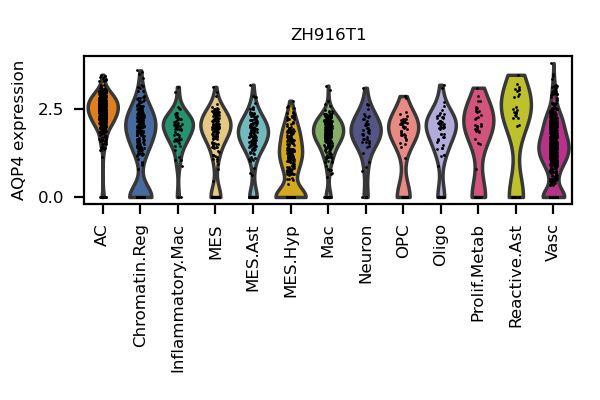 ZH916T1
AQP4 expression
2.5
0.0
AC
Chromatin.Reg
Inflammatory.Mac
MES
MES.Ast
MES.Hyp
Mac
Neuron
OPC
Oligo
Prolif.Metab
Reactive.Ast
Vasc